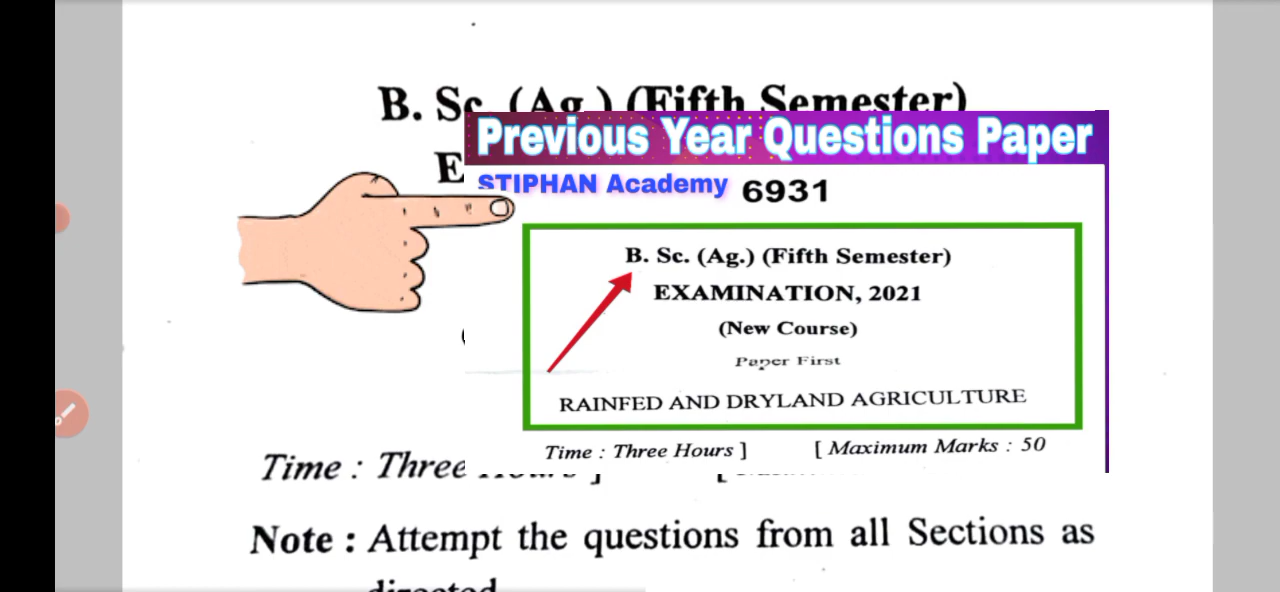 B. Sc. (Ag.) (Fifth Semester)
Previous Year Questions Paper
STIPHAN Academy 6931
B. Sc. (Ag.) (Fifth Semester)
EXAMINATION, 2021
(New Course)
Paper First
RAINFED AND DRYLAND AGRICULTURE
Time : Three Hours ] [ Maximum Marks : 50
Time : Three
Note : Attempt the questions from all Sections as
directed